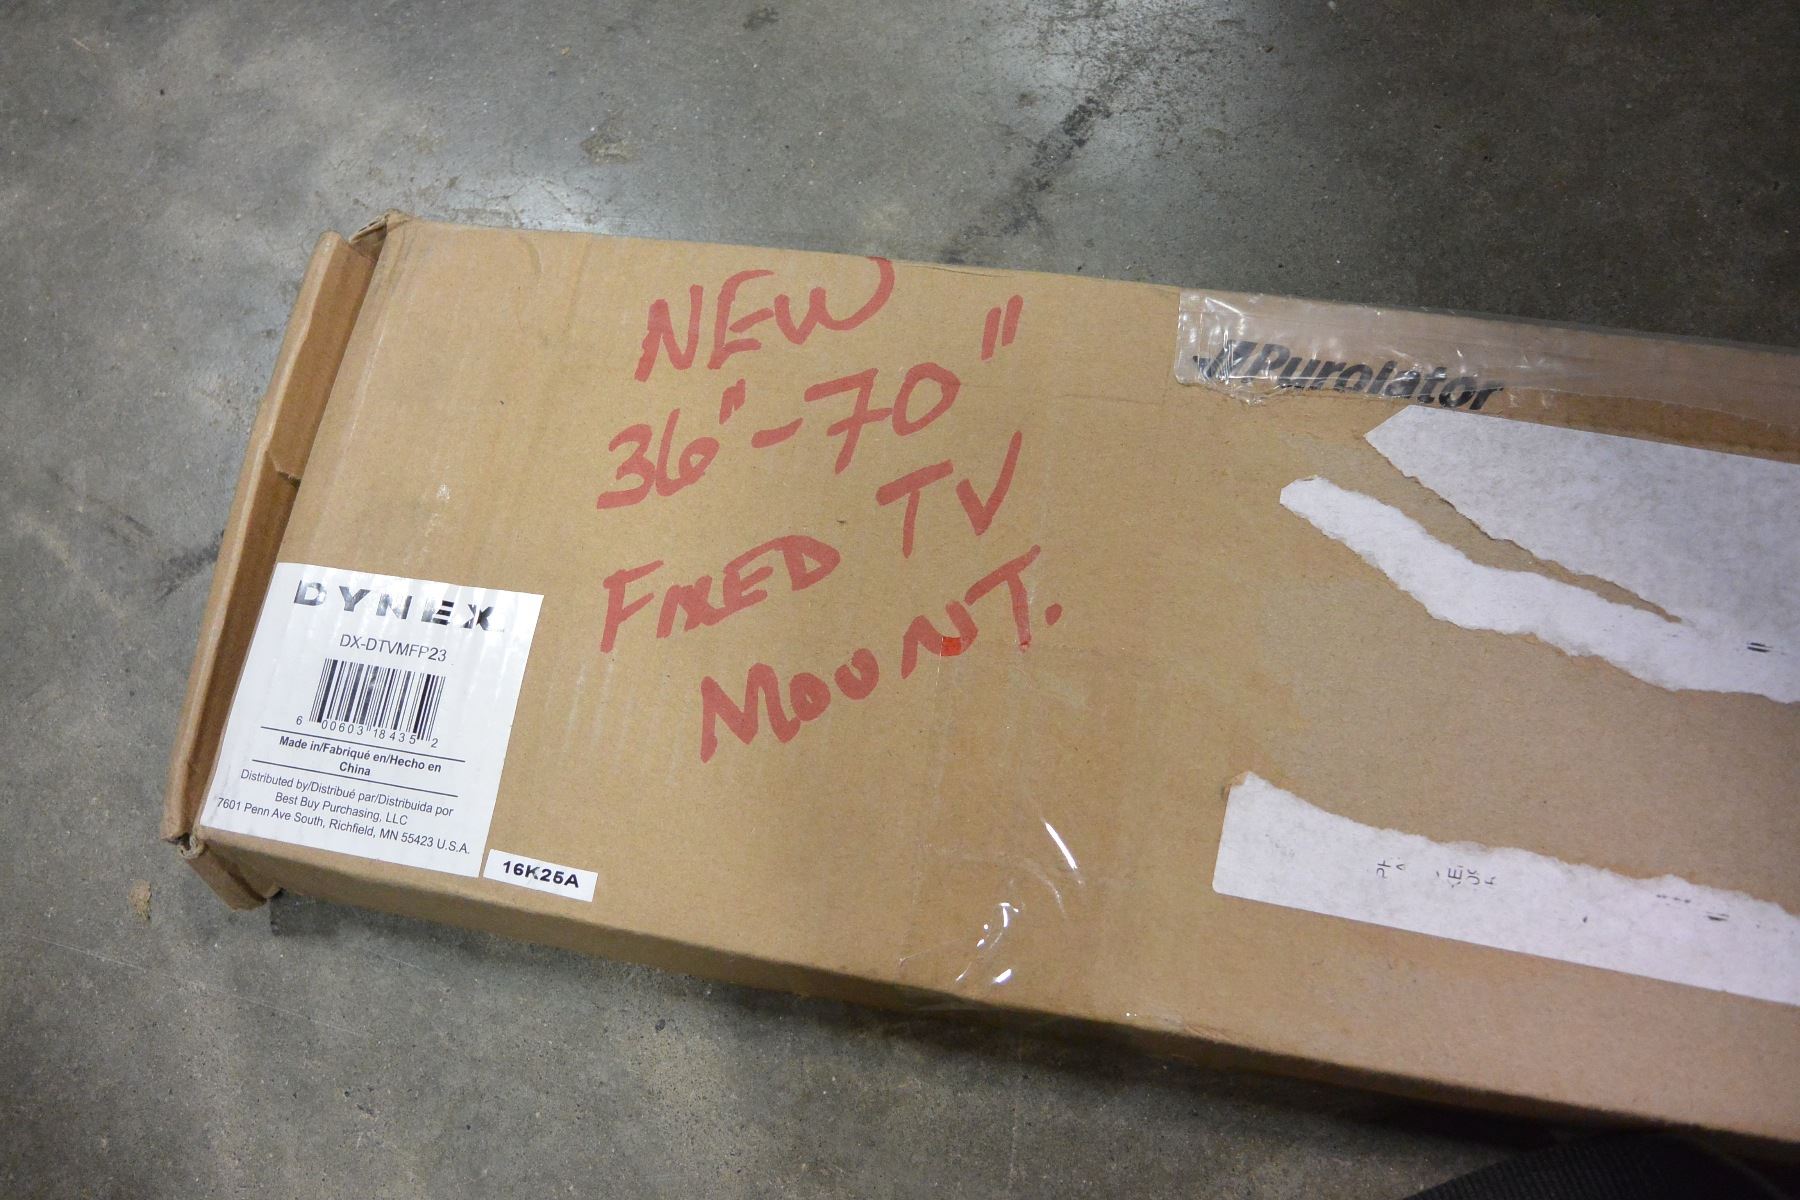 NEW
36"-70"
FIXED TV
MOUNT.
Purolator
DYNEX
DX-DTVMFP23
6 00603 18435 2
Made in/Fabriqué en/Hecho en
China
Distributed by/Distribué par/Distribuida por
Best Buy Purchasing, LLC
7601 Penn Ave South, Richfield, MN 55423 U.S.A.
16K25A